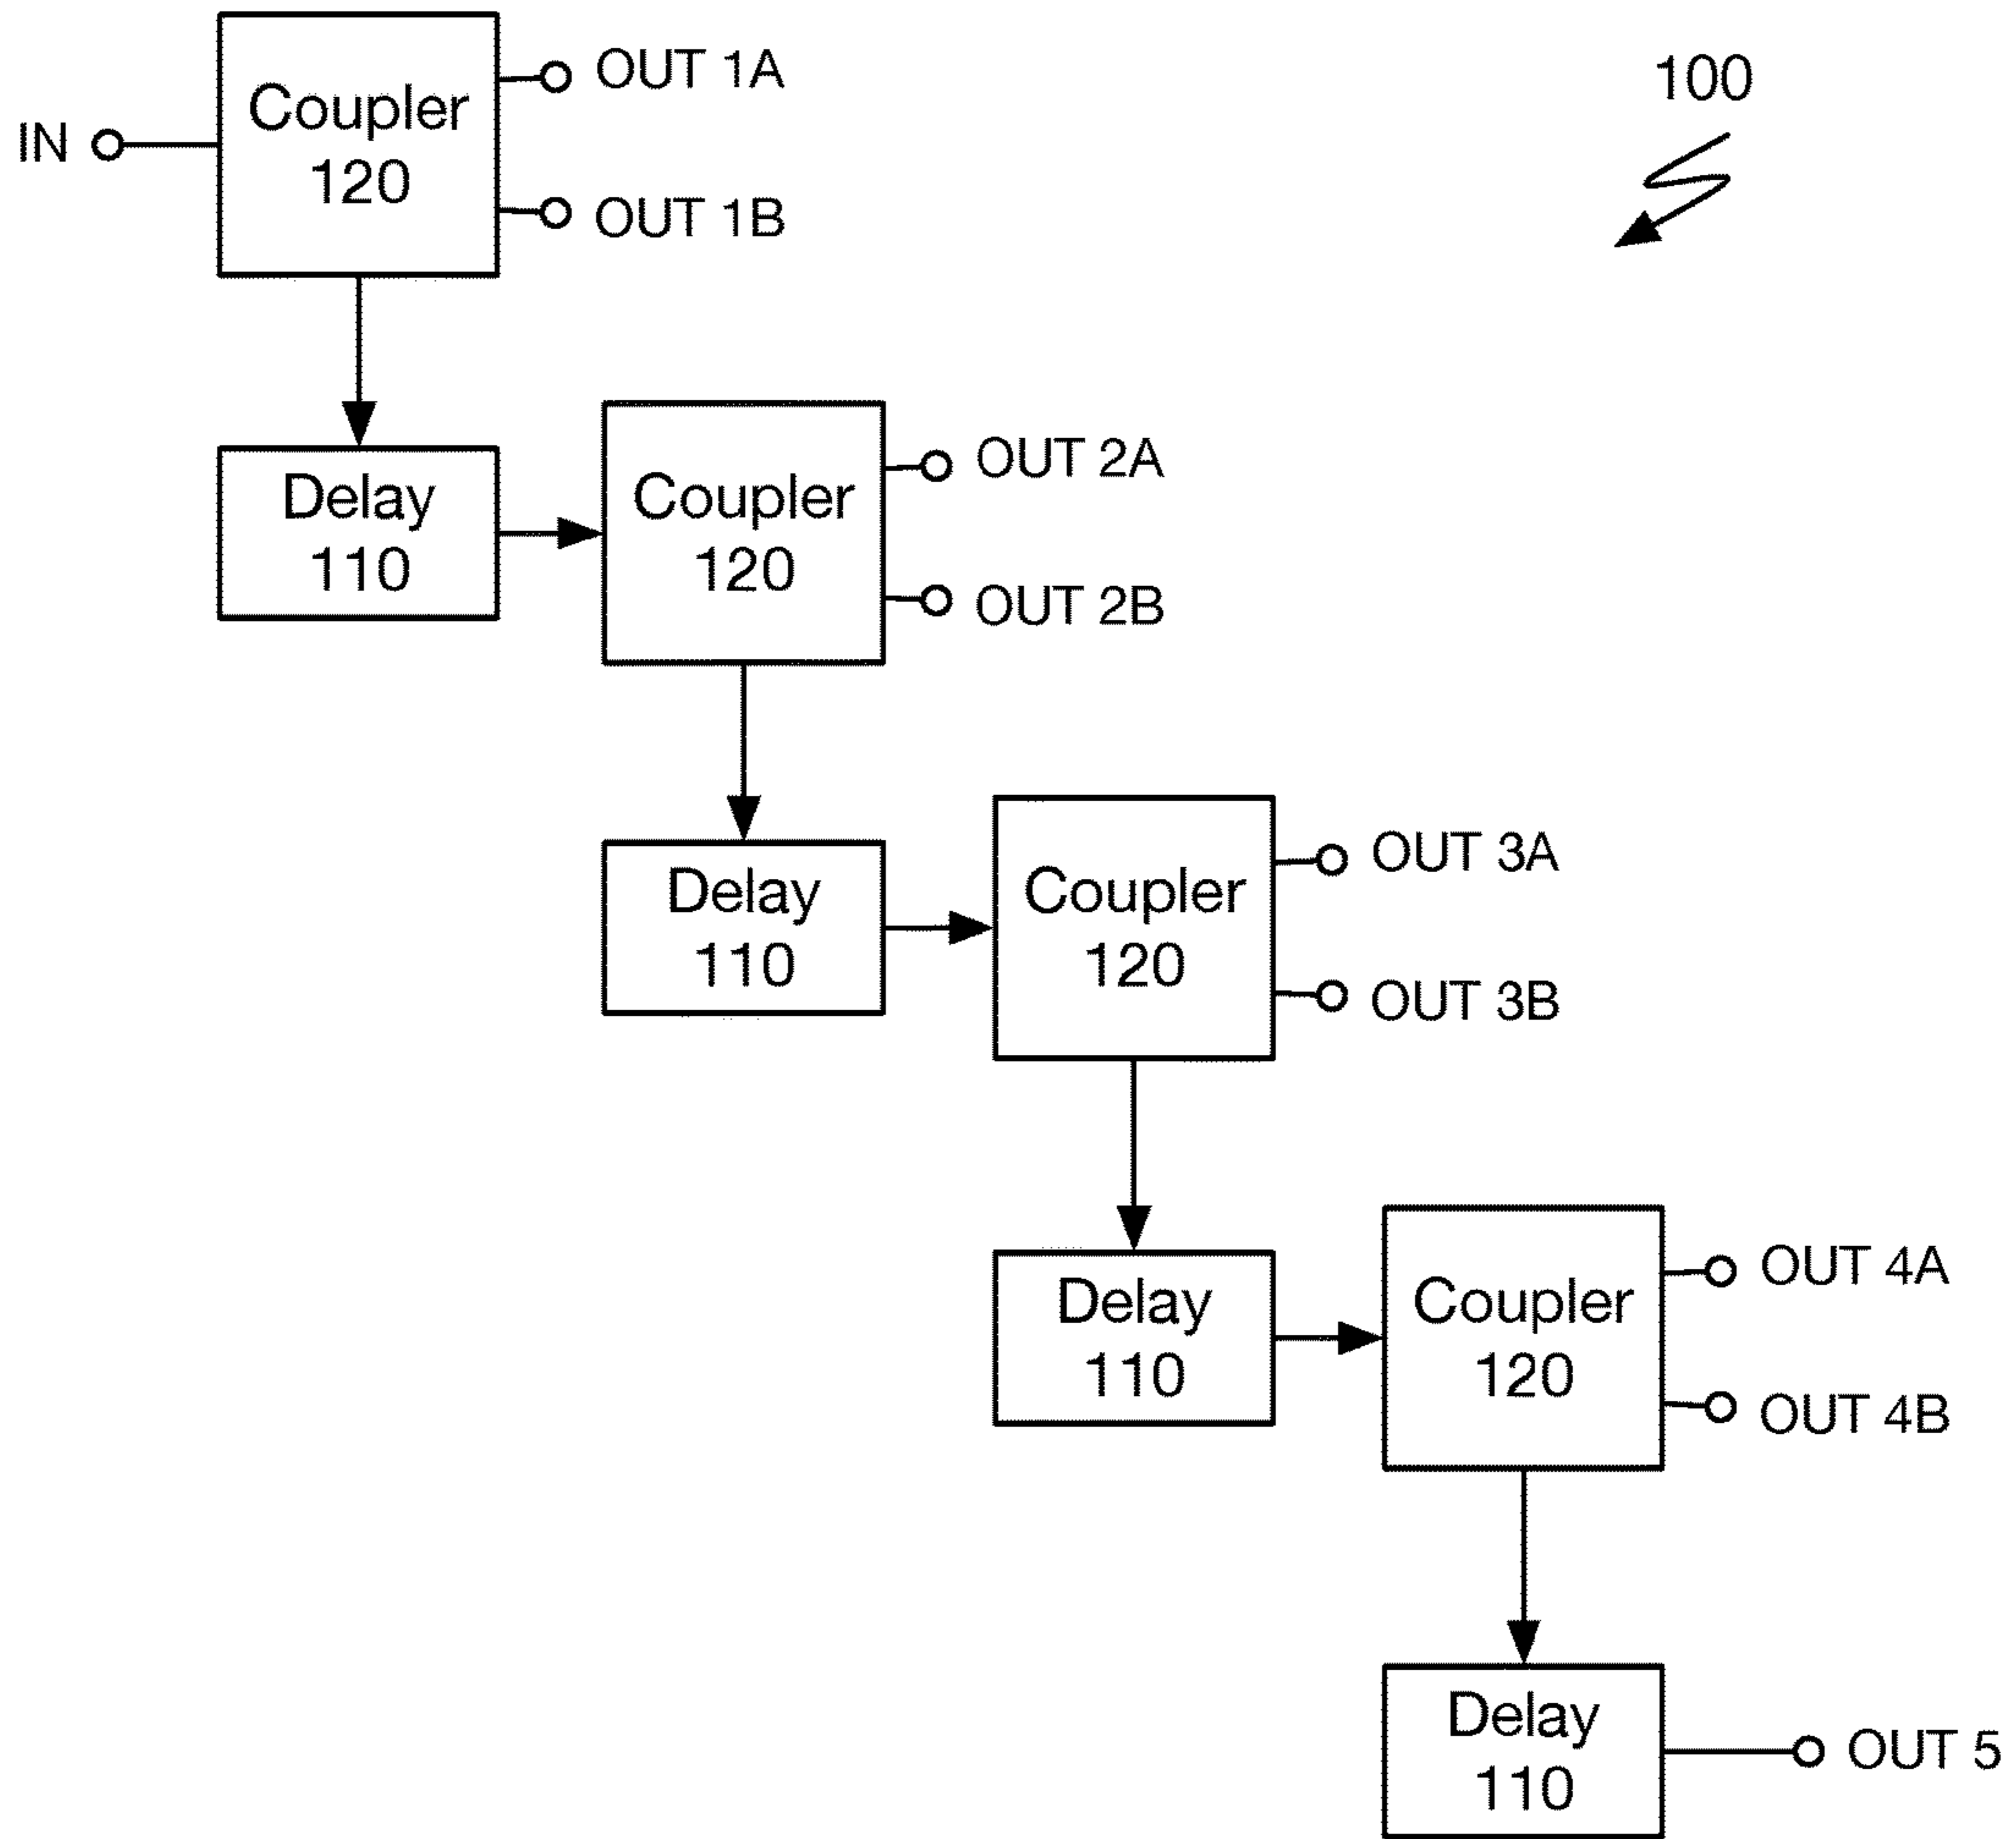 OUT 1A
100
Coupler
IN
120
OUT 1B
OUT 2A
Delay
Coupler
110
120
OUT 2B
OUT 3A
Delay
Coupler
110
120
OUT 3B
OUT 4A
Delay
Coupler
110
120
OUT 4B
Delay
OUT 5
110